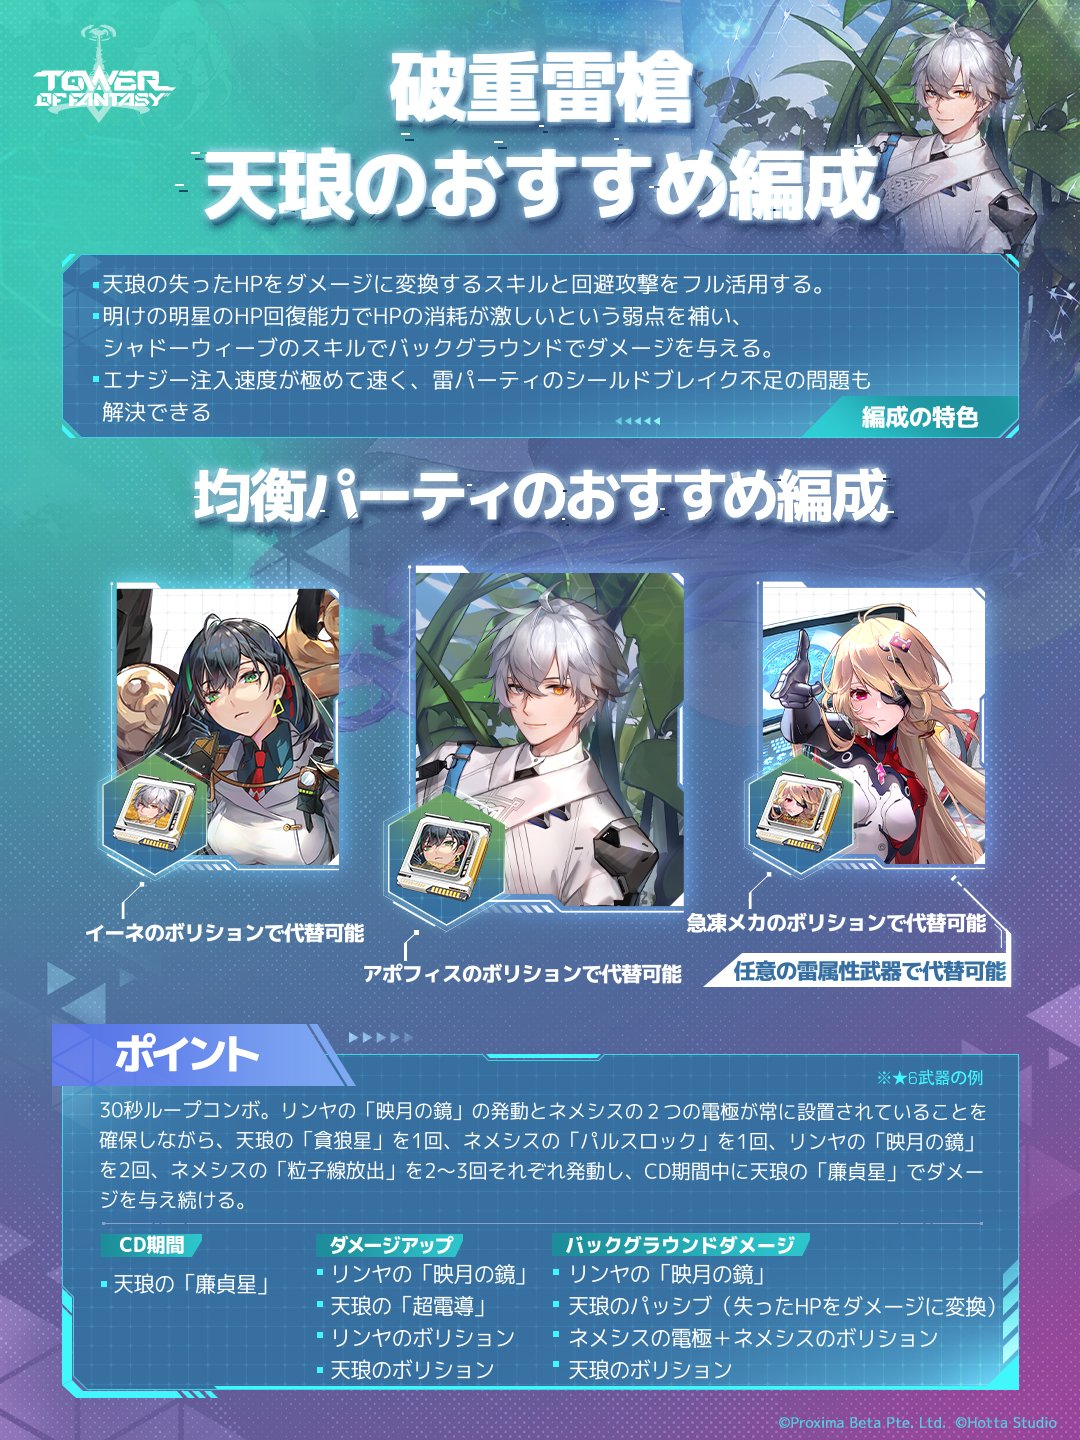 TOWER
OF FANTASY
破重雷槍
天琅のおすすめ編成
▪天琅の失ったHPをダメージに変換するスキルと回避攻撃をフル活用する。
▪明けの明星のHP回復能力でHPの消耗が激しいという弱点を補い、
シャドーウィーブのスキルでバックグラウンドでダメージを与える。
▪エナジー注入速度が極めて速く、雷パーティのシールドブレイク不足の問題も
解決できる
編成の特色
均衡パーティのおすすめ編成
イーネのボリションで代替可能
アポフィスのボリションで代替可能
急凍メカのボリションで代替可能
任意の雷属性武器で代替可能
ポイント
※★6武器の例
30秒ループコンボ。リンヤの「映月の鏡」の発動とネメシスの２つの電極が常に設置されていることを
確保しながら、天琅の「貪狼星」を1回、ネメシスの「パルスロック」を1回、リンヤの「映月の鏡」
を2回、ネメシスの「粒子線放出」を2〜3回それぞれ発動し、CD期間中に天琅の「廉貞星」でダメー
ジを与え続ける。
CD期間
▪天琅の「廉貞星」
ダメージアップ
▪リンヤの「映月の鏡」
▪天琅の「超電導」
▪リンヤのボリション
▪天琅のボリション
バックグラウンドダメージ
▪リンヤの「映月の鏡」
▪天琅のパッシブ（失ったHPをダメージに変換）
▪ネメシスの電極＋ネメシスのボリション
▪天琅のボリション
©Proxima Beta Pte. Ltd. ©Hotta Studio